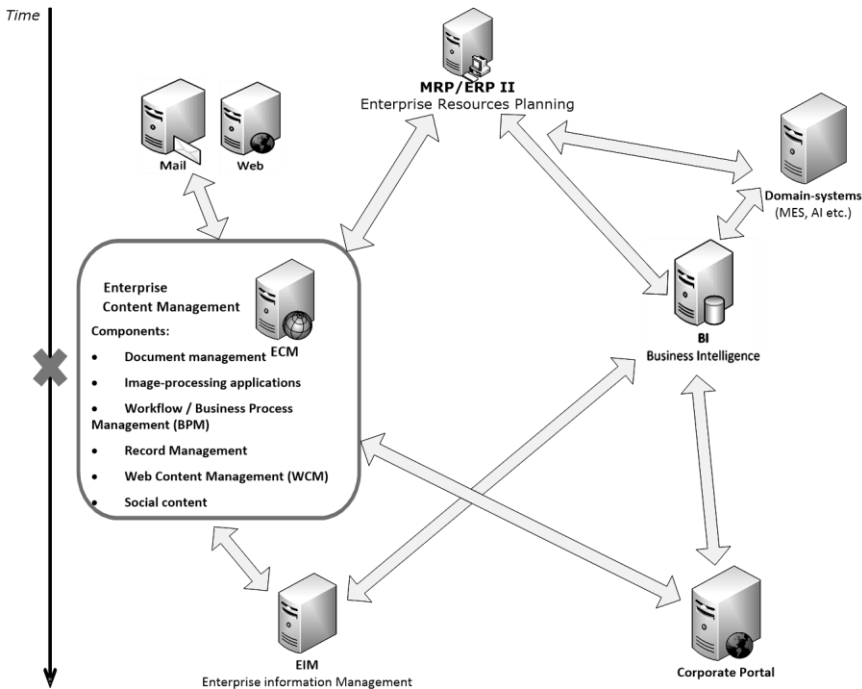 Time
MRP/ERP II
Enterprise Resources Planning
Mail
Web
Domain-systems
(MES, AI etc.)
Enterprise
Content Management
ECM
Components:
• Document management
• Image-processing applications
• Workflow / Business Process
Management (BPM)
• Record Management
• Web Content Management (WCM)
• Social content
BI
Business Intelligence
EIM
Enterprise information Management
Corporate Portal